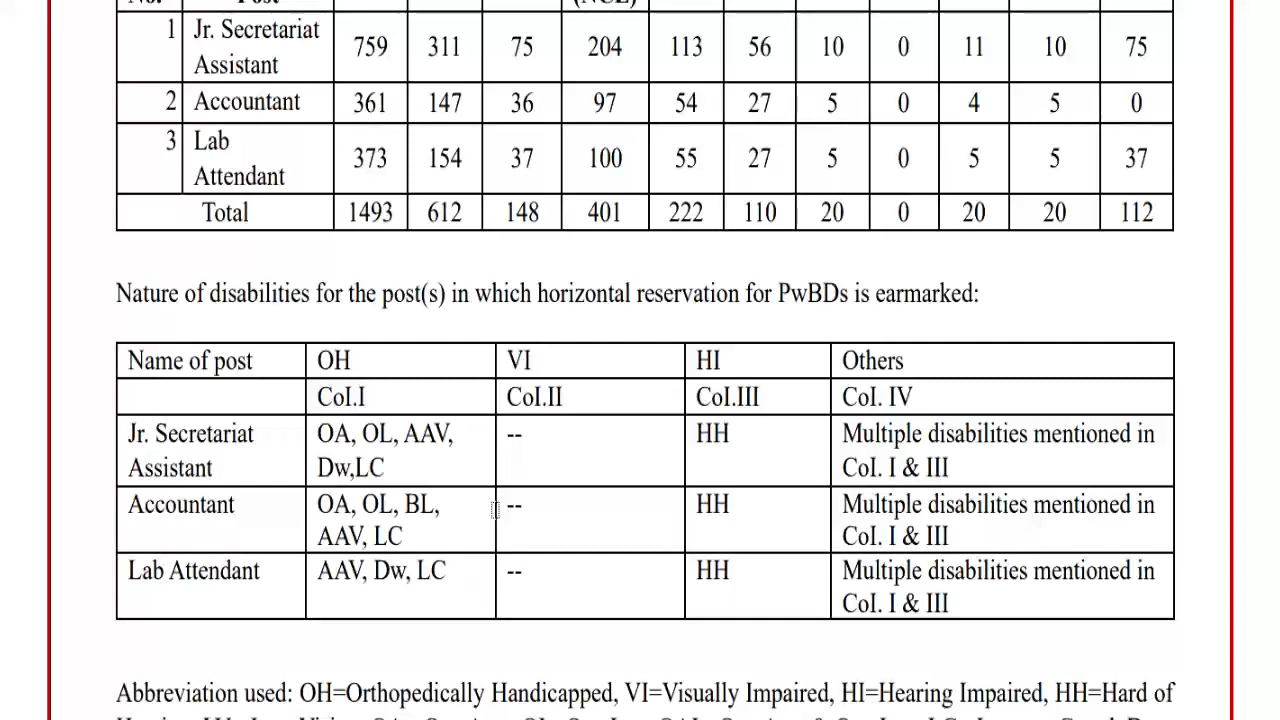 No. Post (NCL)
1 Jr. Secretariat Assistant 759 311 75 204 113 56 10 0 11 10 75
2 Accountant 361 147 36 97 54 27 5 0 4 5 0
3 Lab Attendant 373 154 37 100 55 27 5 0 5 5 37
Total 1493 612 148 401 222 110 20 0 20 20 112
Nature of disabilities for the post(s) in which horizontal reservation for PwBDs is earmarked:
Name of post OH VI HI Others
Col.I Col.II Col.III Col. IV
Jr. Secretariat OA, OL, AAV, -- HH Multiple disabilities mentioned in
Assistant Dw,LC Col. I & III
Accountant OA, OL, BL, -- HH Multiple disabilities mentioned in
AAV, LC Col. I & III
Lab Attendant AAV, Dw, LC -- HH Multiple disabilities mentioned in
Col. I & III
Abbreviation used: OH=Orthopedically Handicapped, VI=Visually Impaired, HI=Hearing Impaired, HH=Hard of